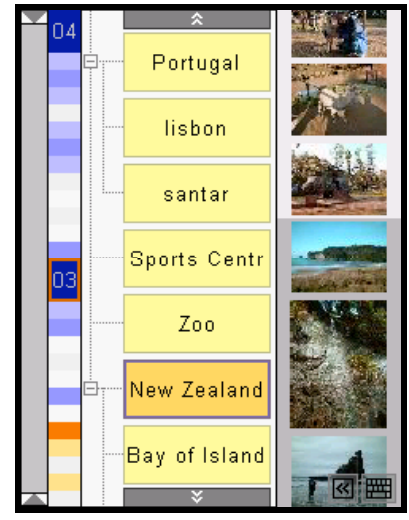 04
Portugal
lisbon
santar
Sports Centr
03
Zoo
New Zealand
Bay of Island